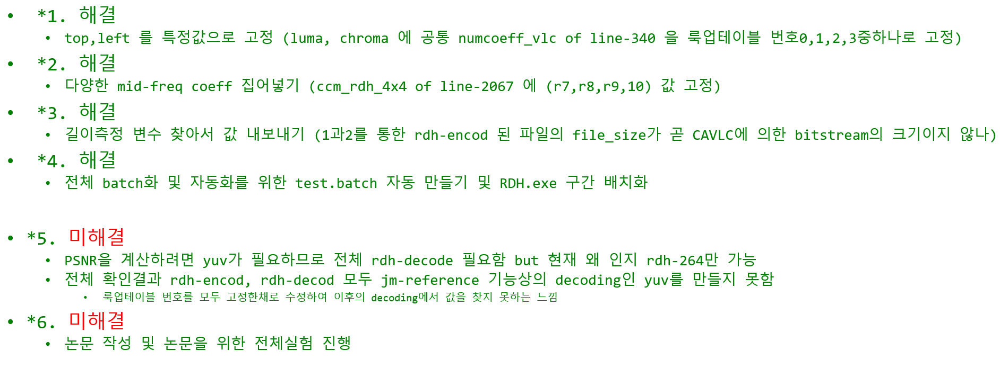 • *1. 해결
• top,left 를 특정값으로 고정 (luma, chroma 에 공통 numcoeff_vlc of line-340 을 룩업테이블 번호0,1,2,3중하나로 고정)
• *2. 해결
• 다양한 mid-freq coeff 집어넣기 (ccm_rdh_4x4 of line-2067 에 (r7,r8,r9,10) 값 고정)
• *3. 해결
• 길이측정 변수 찾아서 값 내보내기 (1과2를 통한 rdh-encod 된 파일의 file_size가 곧 CAVLC에 의한 bitstream의 크기이지 않나)
• *4. 해결
• 전체 batch화 및 자동화를 위한 test.batch 자동 만들기 및 RDH.exe 구간 배치화
• *5. 미해결
• PSNR을 계산하려면 yuv가 필요하므로 전체 rdh-decode 필요함 but 현재 왜 인지 rdh-264만 가능
• 전체 확인결과 rdh-encod, rdh-decod 모두 jm-reference 기능상의 decoding인 yuv를 만들지 못함
• 룩업테이블 번호를 모두 고정한채로 수정하여 이후의 decoding에서 값을 찾지 못하는 느낌
• *6. 미해결
• 논문 작성 및 논문을 위한 전체실험 진행